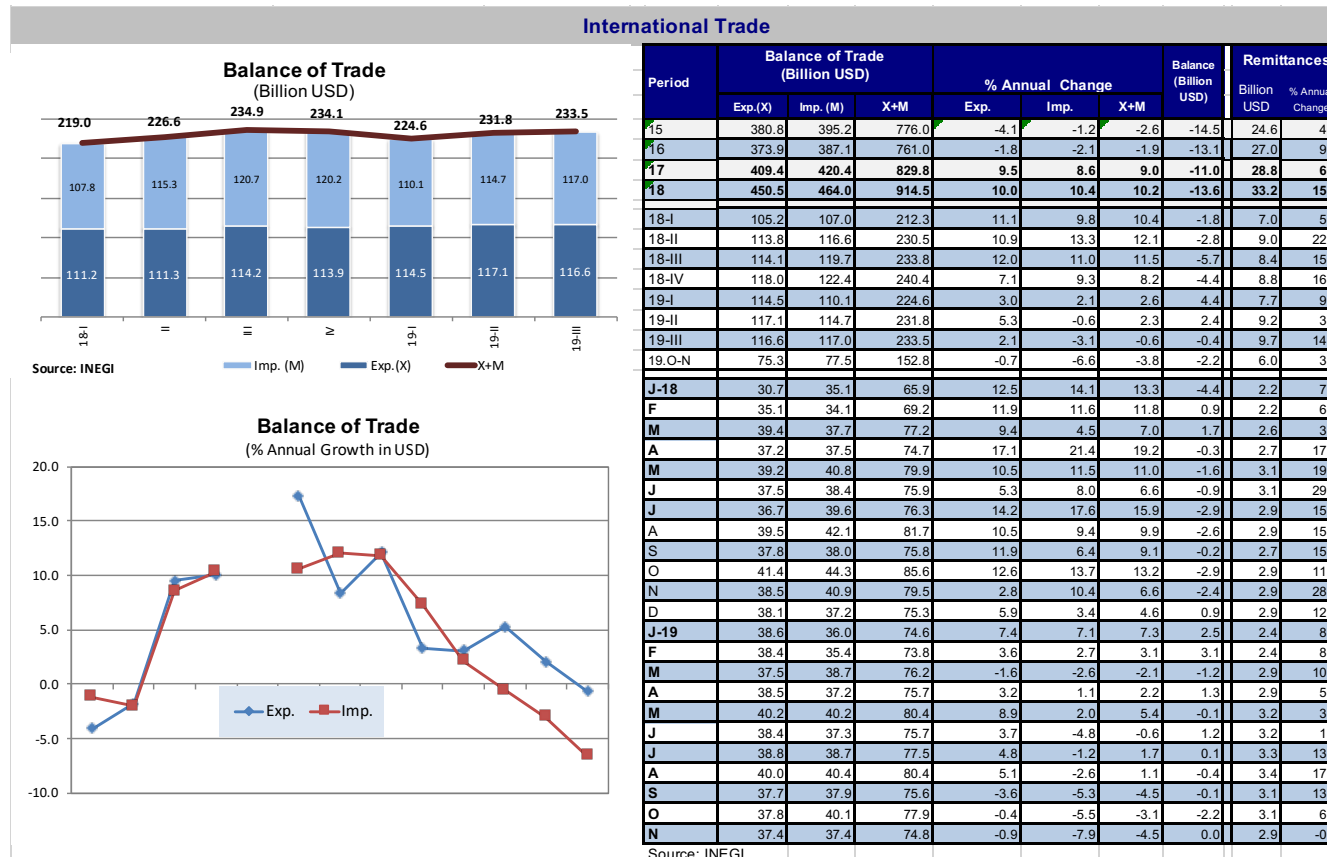 International Trade
Balance of Trade
(Billion USD)
219.0 226.6 234.9 234.1 224.6 231.8 233.5
107.8 115.3 120.7 120.2 110.1 114.7 117.0
111.2 111.3 114.2 113.9 114.5 117.1 116.6
18-I II III IV 19-I 19-II 19-III
Source: INEGI Imp. (M) Exp.(X) X+M
Balance of Trade
(% Annual Growth in USD)
20.0
15.0
10.0
5.0
0.0
Exp. Imp.
-5.0
-10.0
Period Balance of Trade (Billion USD) % Annual Change Balance (Billion USD) Remittances
Exp.(X) Imp. (M) X+M Exp. Imp. X+M Billion USD % Annual Change
15 380.8 395.2 776.0 -4.1 -1.2 -2.6 -14.5 24.6 4
16 373.9 387.1 761.0 -1.8 -2.1 -1.9 -13.1 27.0 9
17 409.4 420.4 829.8 9.5 8.6 9.0 -11.0 28.8 6
18 450.5 464.0 914.5 10.0 10.4 10.2 -13.6 33.2 15
18-I 105.2 107.0 212.3 11.1 9.8 10.4 -1.8 7.0 5
18-II 113.8 116.6 230.5 10.9 13.3 12.1 -2.8 9.0 22
18-III 114.1 119.7 233.8 12.0 11.0 11.5 -5.7 8.4 15
18-IV 118.0 122.4 240.4 7.1 9.3 8.2 -4.4 8.8 16
19-I 114.5 110.1 224.6 3.0 2.1 2.6 4.4 7.7 9
19-II 117.1 114.7 231.8 5.3 -0.6 2.3 2.4 9.2 3
19-III 116.6 117.0 233.5 2.1 -3.1 -0.6 -0.4 9.7 14
19.O-N 75.3 77.5 152.8 -0.7 -6.6 -3.8 -2.2 6.0 3
J-18 30.7 35.1 65.9 12.5 14.1 13.3 -4.4 2.2 7
F 35.1 34.1 69.2 11.9 11.6 11.8 0.9 2.2 6
M 39.4 37.7 77.2 9.4 4.5 7.0 1.7 2.6 3
A 37.2 37.5 74.7 17.1 21.4 19.2 -0.3 2.7 17
M 39.2 40.8 79.9 10.5 11.5 11.0 -1.6 3.1 19
J 37.5 38.4 75.9 5.3 8.0 6.6 -0.9 3.1 29
J 36.7 39.6 76.3 14.2 17.6 15.9 -2.9 2.9 15
A 39.5 42.1 81.7 10.5 9.4 9.9 -2.6 2.9 15
S 37.8 38.0 75.8 11.9 6.4 9.1 -0.2 2.7 15
O 41.4 44.3 85.6 12.6 13.7 13.2 -2.9 2.9 11
N 38.5 40.9 79.5 2.8 10.4 6.6 -2.4 2.9 28
D 38.1 37.2 75.3 5.9 3.4 4.6 0.9 2.9 12
J-19 38.6 36.0 74.6 7.4 7.1 7.3 2.5 2.4 8
F 38.4 35.4 73.8 3.6 2.7 3.1 3.1 2.4 8
M 37.5 38.7 76.2 -1.6 -2.6 -2.1 -1.2 2.9 10
A 38.5 37.2 75.7 3.2 1.1 2.2 1.3 2.9 5
M 40.2 40.2 80.4 8.9 2.0 5.4 -0.1 3.2 3
J 38.4 37.3 75.7 3.7 -4.8 -0.6 1.2 3.2 1
J 38.8 38.7 77.5 4.8 -1.2 1.7 0.1 3.3 13
A 40.0 40.4 80.4 5.1 -2.6 1.1 -0.4 3.4 17
S 37.7 37.9 75.6 -3.6 -5.3 -4.5 -0.1 3.1 13
O 37.8 40.1 77.9 -0.4 -5.5 -3.1 -2.2 3.1 6
N 37.4 37.4 74.8 -0.9 -7.9 -4.5 0.0 2.9 -0
Source: INEGI